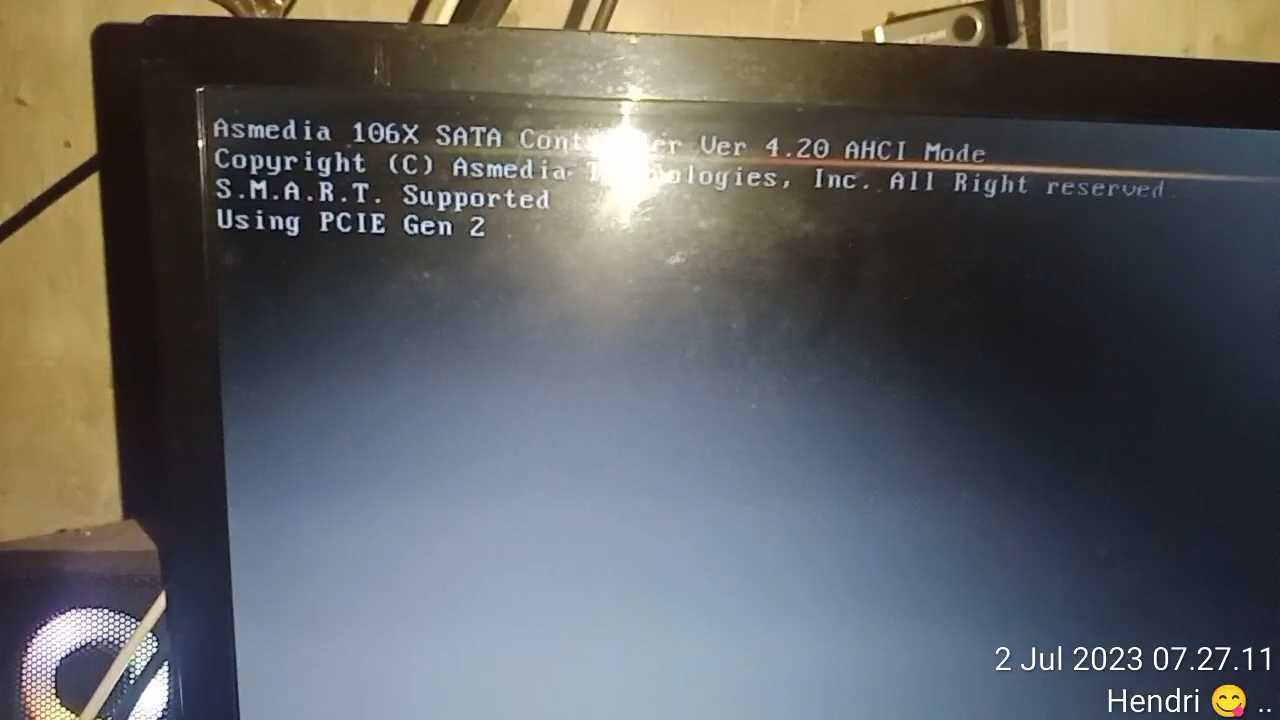 Asmedia 106X SATA Ver 4.20 AHCI Mode
Copyright (C) Asmedia Inc. All Right reserved.
S.M.A.R.T. Supported
Using PCIE Gen 2
2 Jul 2023 07.27.11
Hendri 😋 ..